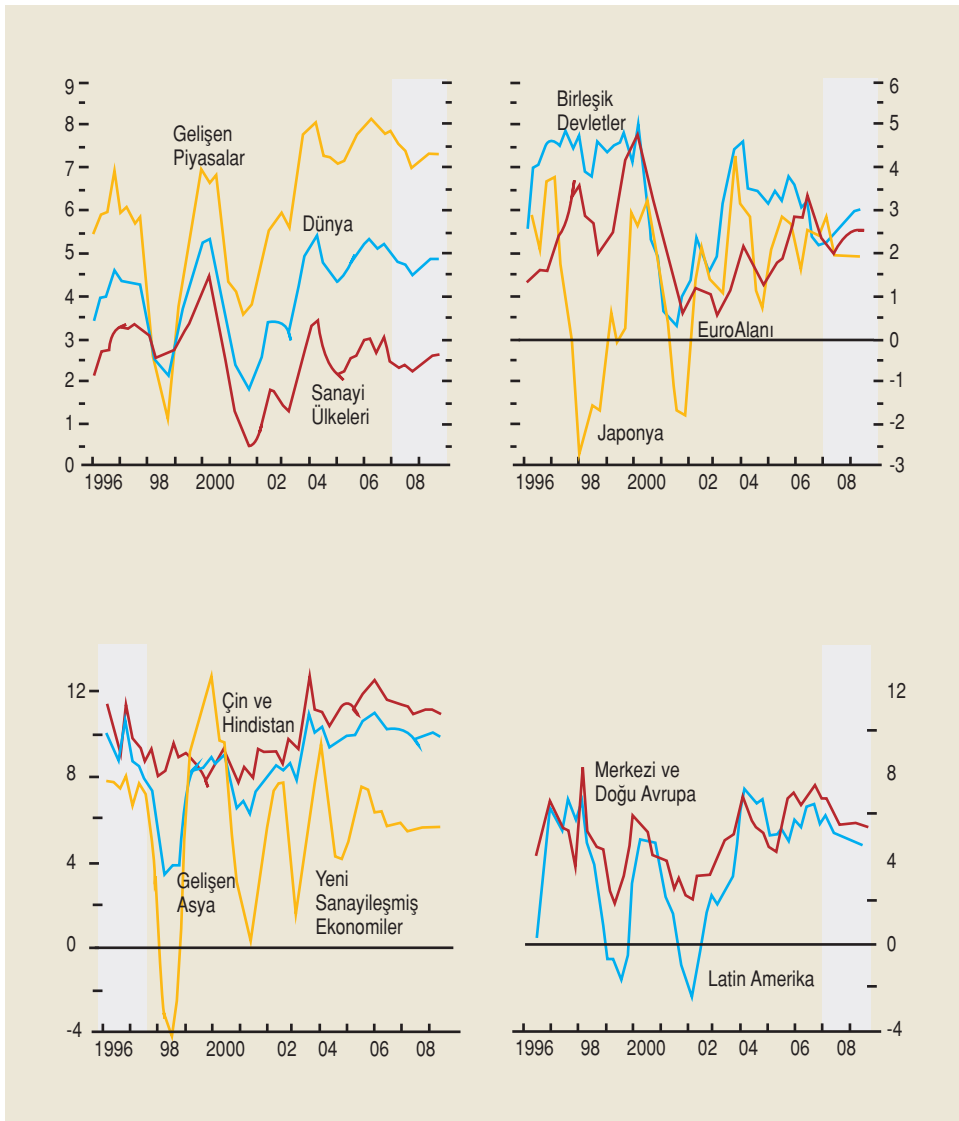 9
8
7
6
5
4
3
2
1
0
Gelişen
Piyasalar
Dünya
Sanayi
Ülkeleri
1996 98 2000 02 04 06 08
Birleşik
Devletler
EuroAlanı
Japonya
6
5
4
3
2
1
0
-1
-2
-3
1996 98 2000 02 04 06 08
12
8
4
0
-4
Çin ve
Hindistan
Gelişen
Asya
Yeni
Sanayileşmiş
Ekonomiler
1996 98 2000 02 04 06 08
Merkezi ve
Doğu Avrupa
Latin Amerika
12
8
4
0
-4
1996 98 2000 02 04 06 08